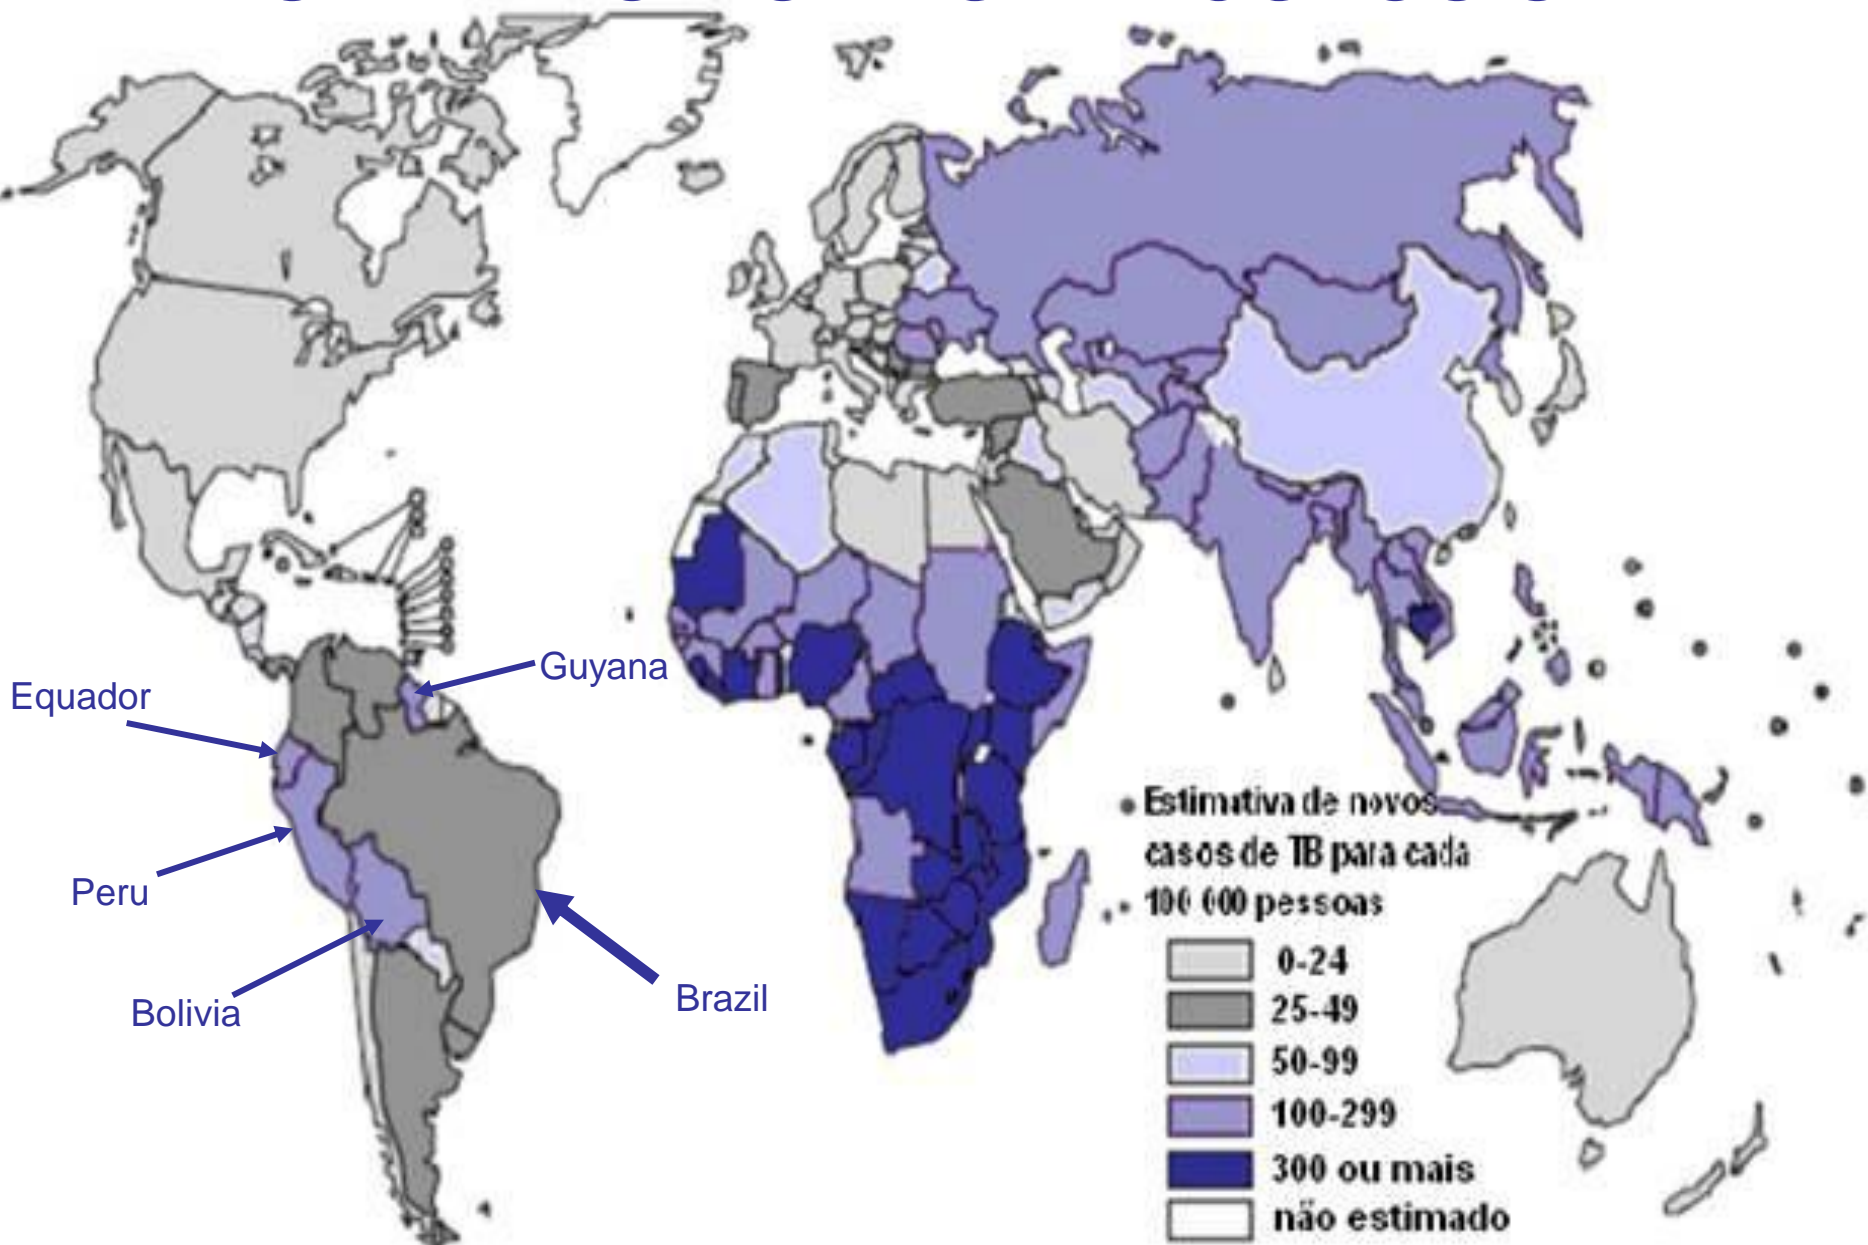 Guyana
Equador
Peru
Bolivia
Brazil
Estimativa de novos
casos de TB para cada
100 000 pessoas
0-24
25-49
50-99
100-299
300 ou mais
não estimado